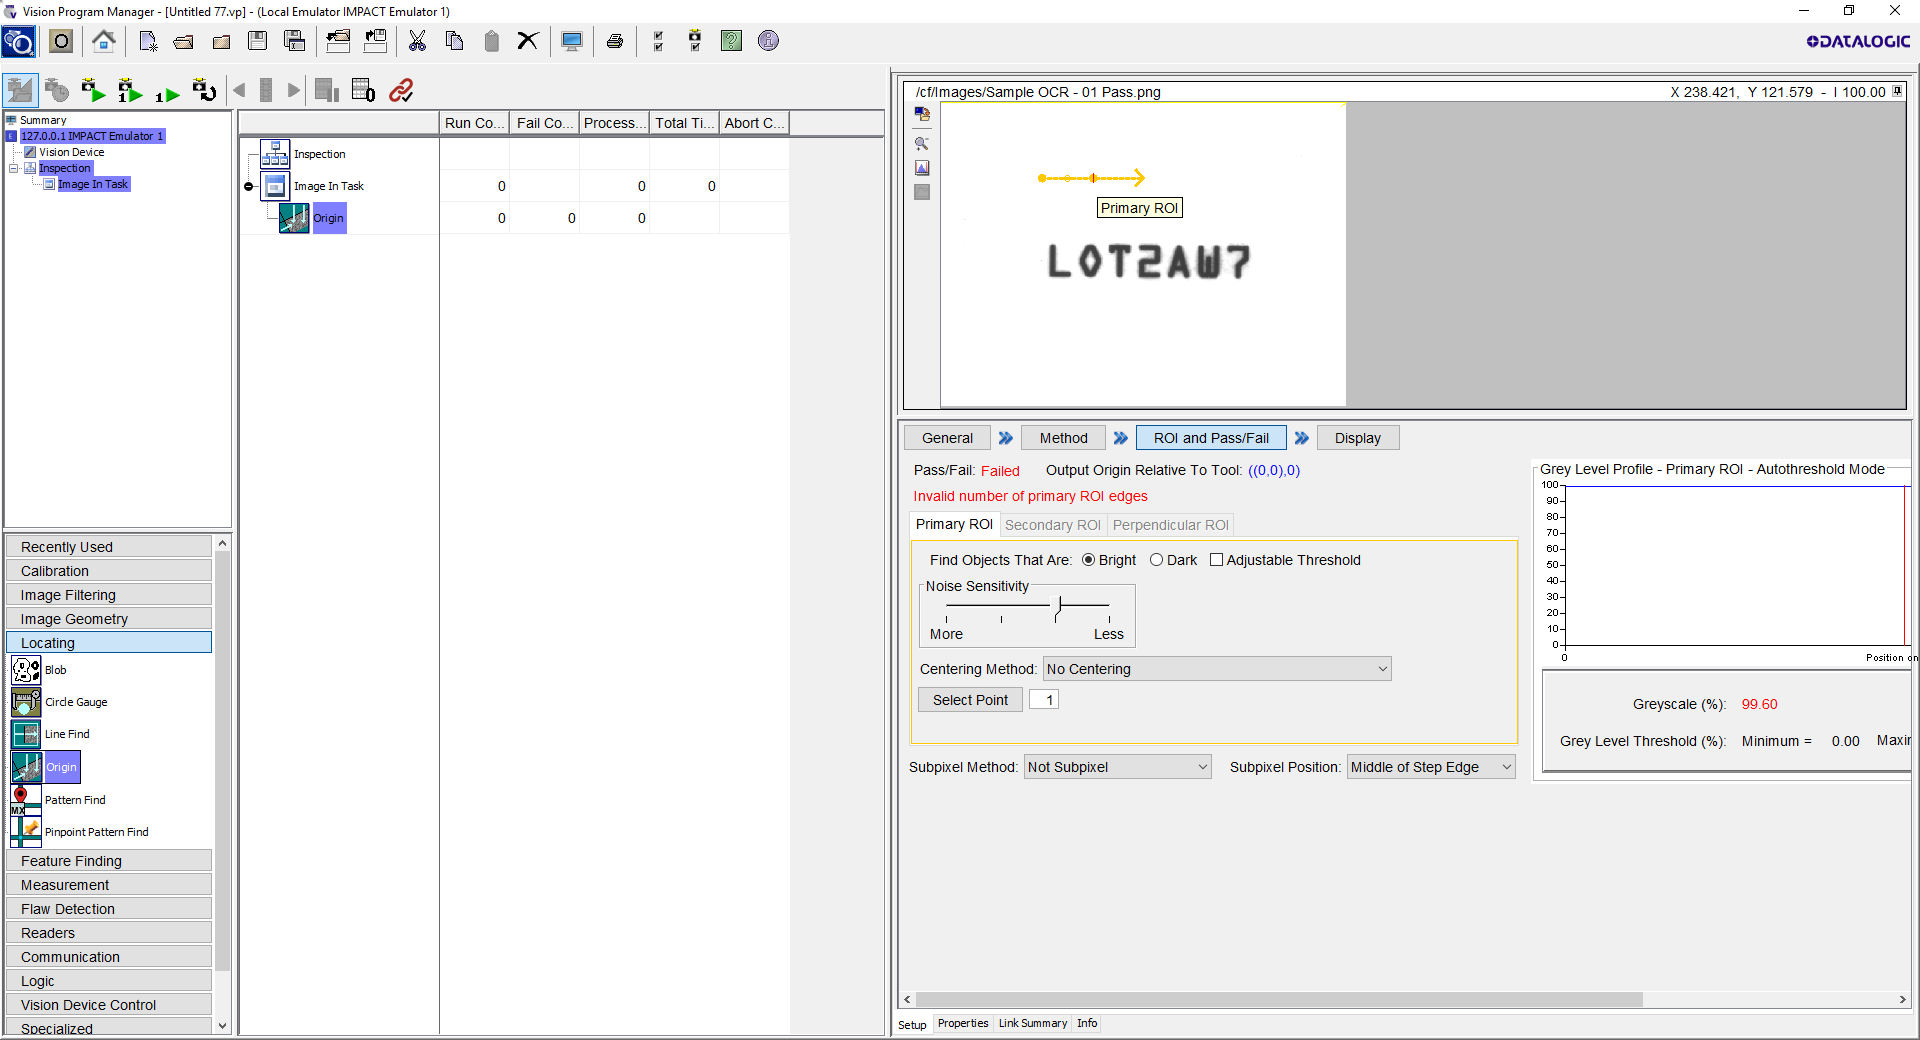 Vision Program Manager - [Untitled 77.vp] - (Local Emulator IMPACT Emulator 1)
DATALOGIC
Summary
127.0.0.1 IMPACT Emulator 1
Vision Device
Inspection
Image In Task
Recently Used
Calibration
Image Filtering
Image Geometry
Locating
Blob
Circle Gauge
Line Find
Origin
Pattern Find
Pinpoint Pattern Find
Feature Finding
Measurement
Flaw Detection
Readers
Communication
Logic
Vision Device Control
Specialized
Run Co... Fail Co... Process... Total Ti... Abort C...
Inspection
Image In Task 0 0 0
Origin 0 0 0
/cf/Images/Sample OCR - 01 Pass.png X 238.421, Y 121.579 - I 100.00
Primary ROI
LOT2AW7
General Method ROI and Pass/Fail Display
Pass/Fail: Failed Output Origin Relative To Tool: ((0,0),0)
Invalid number of primary ROI edges
Primary ROI Secondary ROI Perpendicular ROI
Find Objects That Are: Bright Dark Adjustable Threshold
Noise Sensitivity
More Less
Centering Method: No Centering
Select Point 1
Subpixel Method: Not Subpixel Subpixel Position: Middle of Step Edge
Grey Level Profile - Primary ROI - Autothreshold Mode
100
90
80
70
60
50
40
30
20
10
0
0 Position on
Greyscale (%): 99.60
Grey Level Threshold (%): Minimum = 0.00 Maxi
Setup Properties Link Summary Info